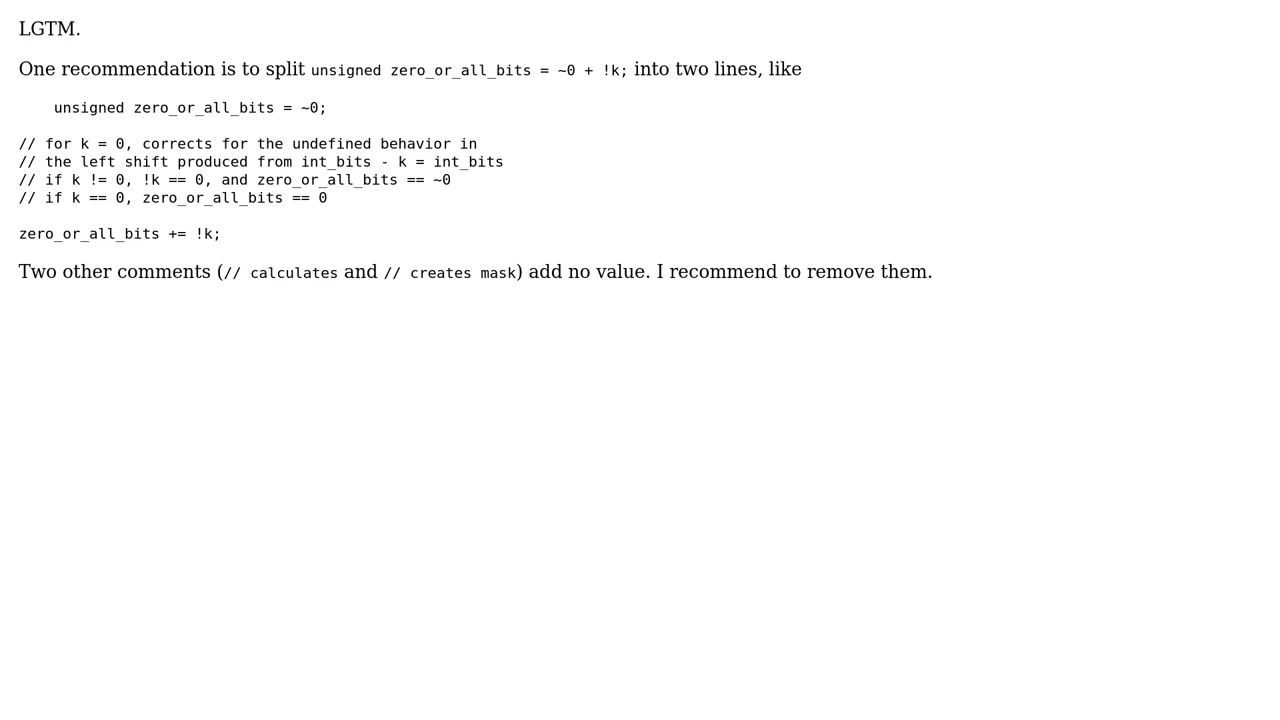 LGTM.
One recommendation is to split unsigned zero_or_all_bits = ~0 + !k; into two lines, like
unsigned zero_or_all_bits = ~0;
// for k = 0, corrects for the undefined behavior in
// the left shift produced from int_bits - k = int_bits
// if k != 0, !k == 0, and zero_or_all_bits == ~0
// if k == 0, zero_or_all_bits == 0
zero_or_all_bits += !k;
Two other comments (// calculates and // creates mask) add no value. I recommend to remove them.